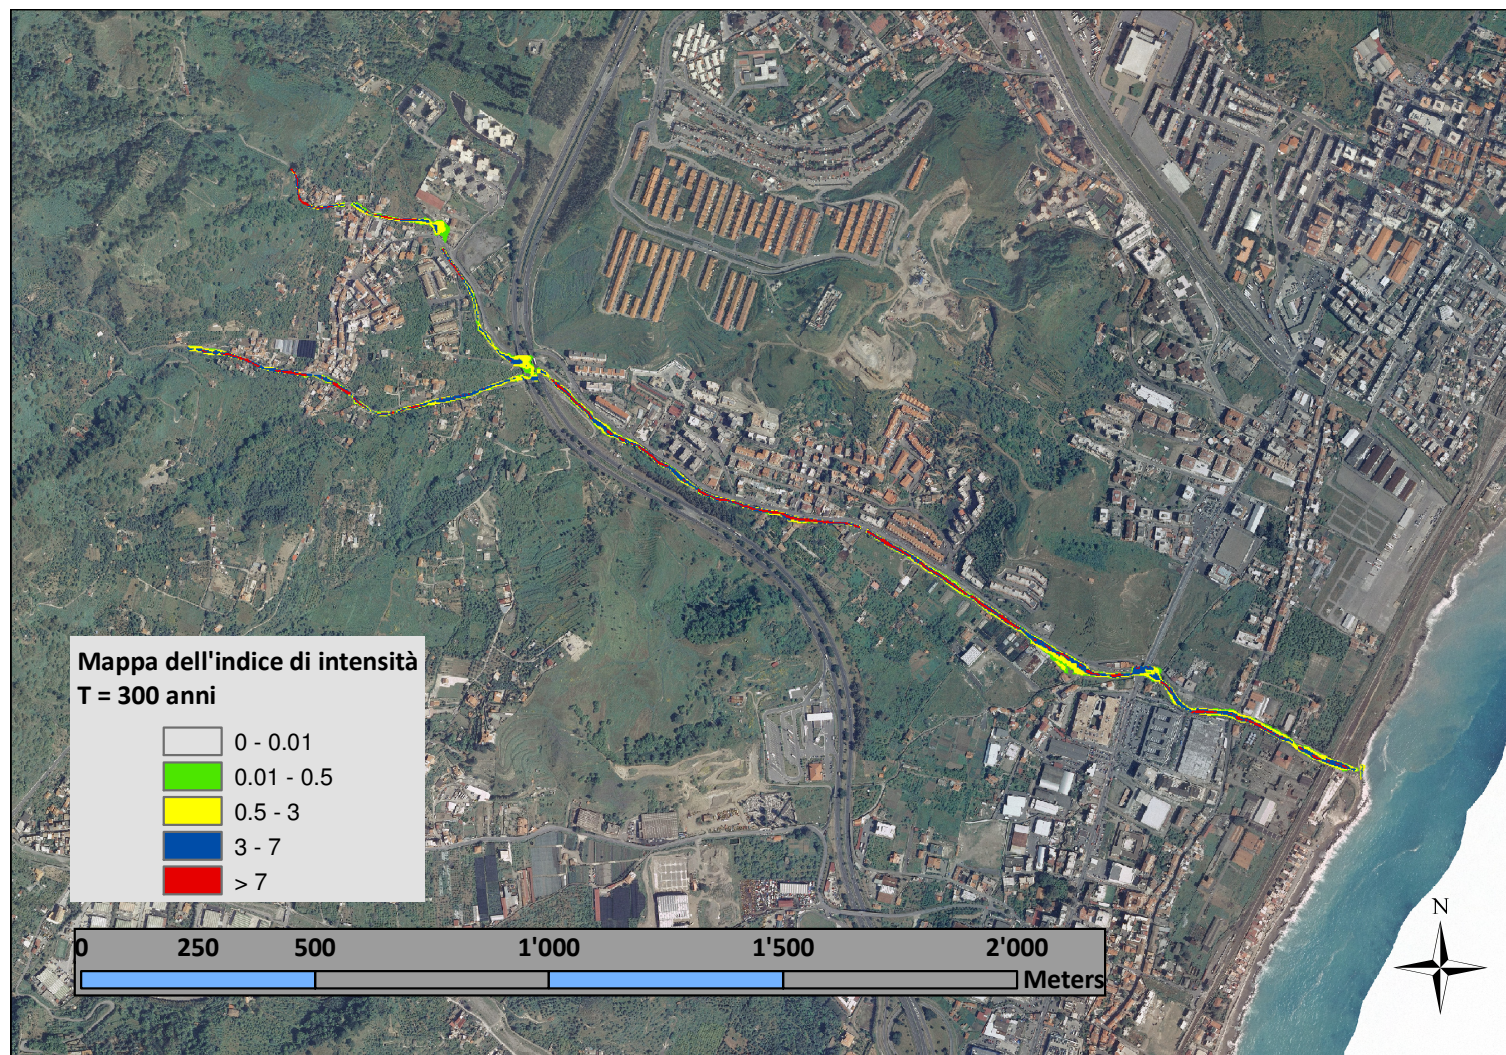 Mappa dell'indice di intensità
T = 300 anni
0 - 0.01
0.01 - 0.5
0.5 - 3
3 - 7
> 7
0 250 500 1'000 1'500 2'000
Meters
N